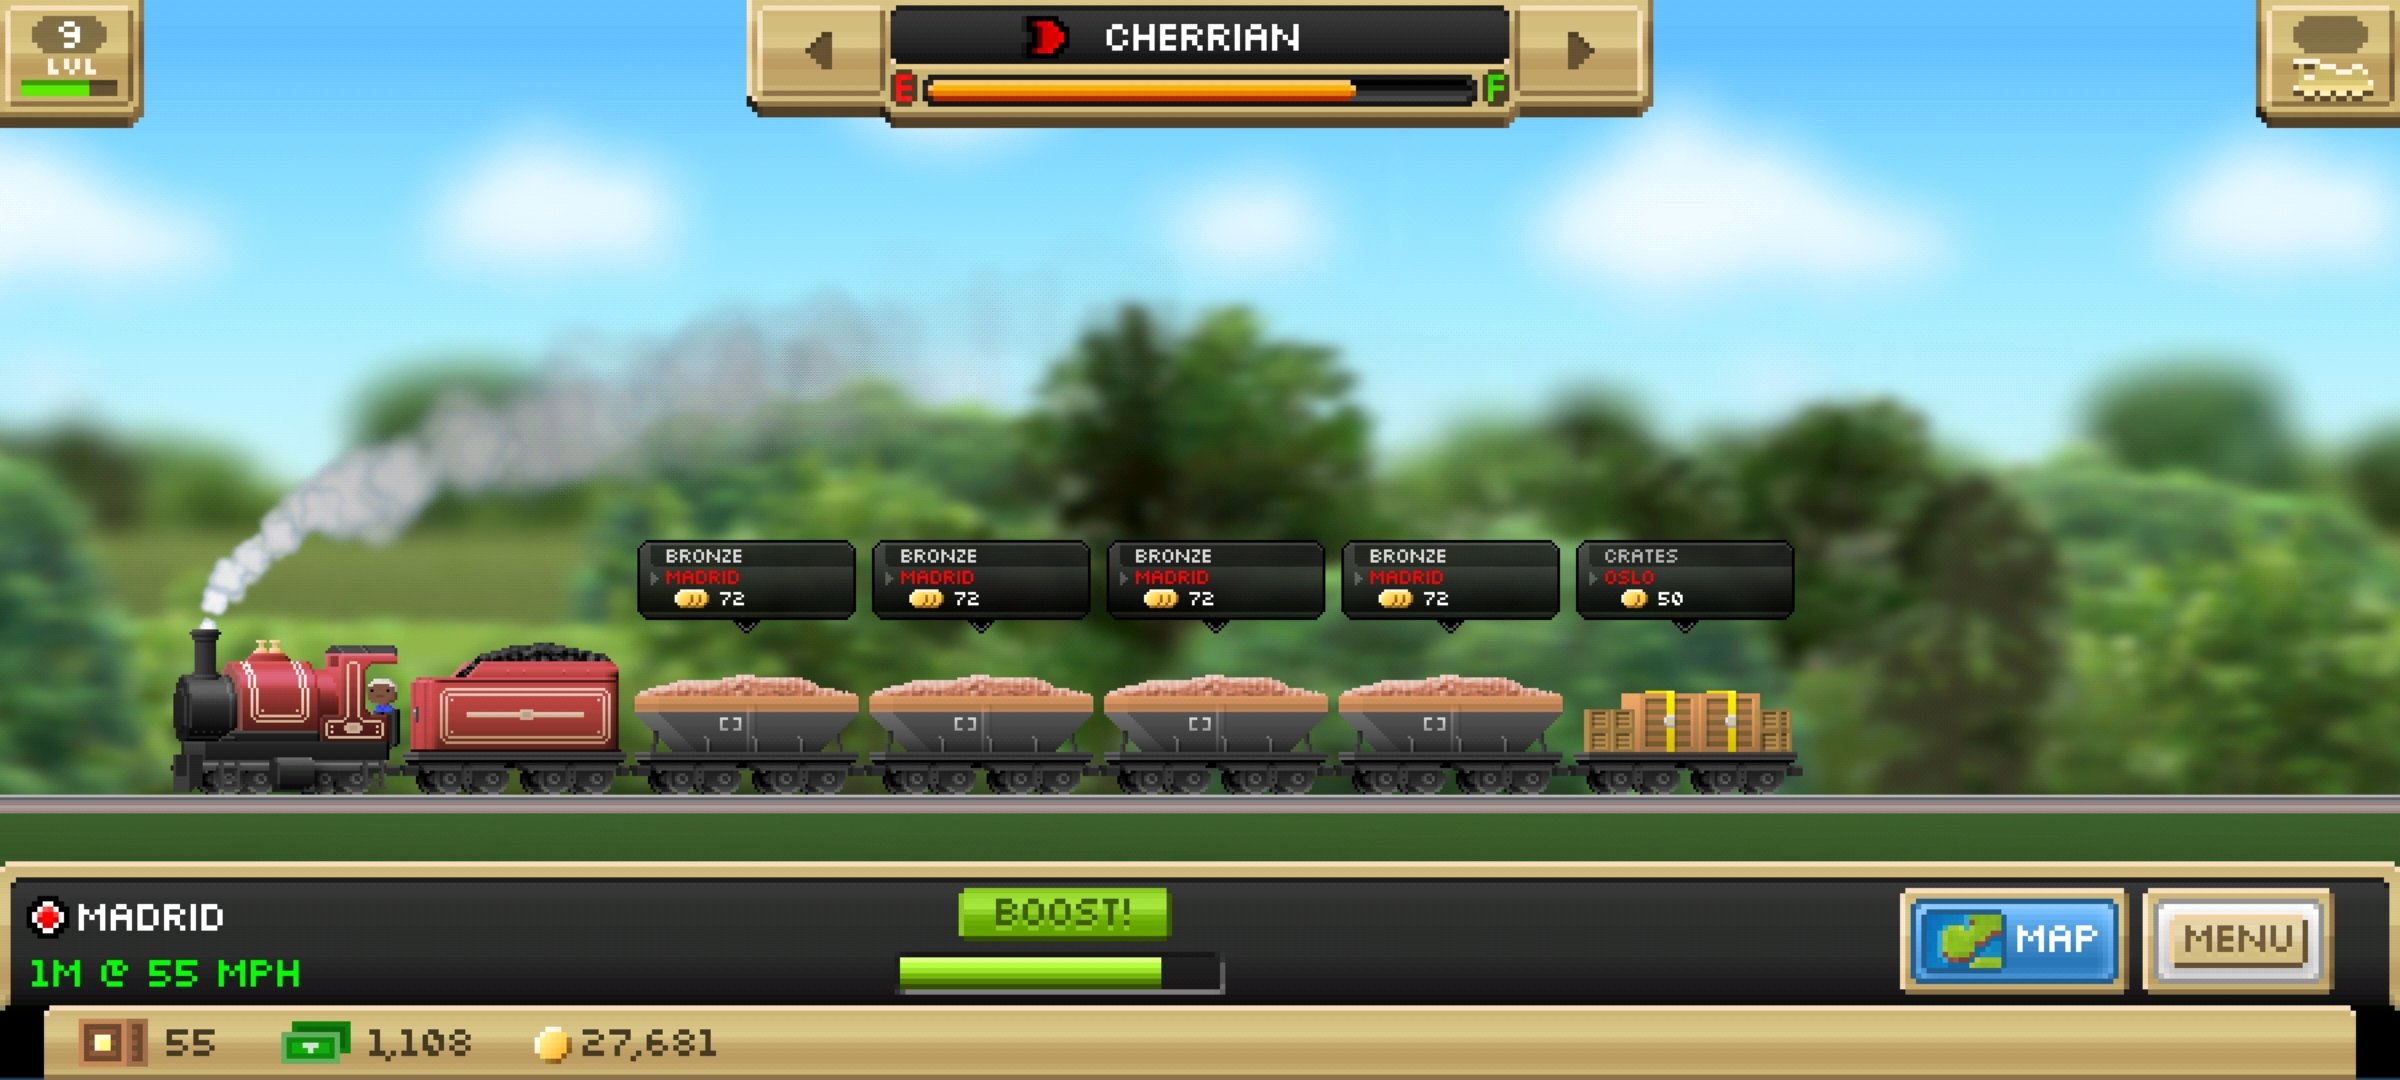 9
LVL
CHERRIAN
E F
BRONZE
MADRID
72
BRONZE
MADRID
72
BRONZE
MADRID
72
BRONZE
MADRID
72
CRATES
OSLO
50
MADRID
1M @ 55 MPH
BOOST!
MAP
MENU
55 1,108 27,681